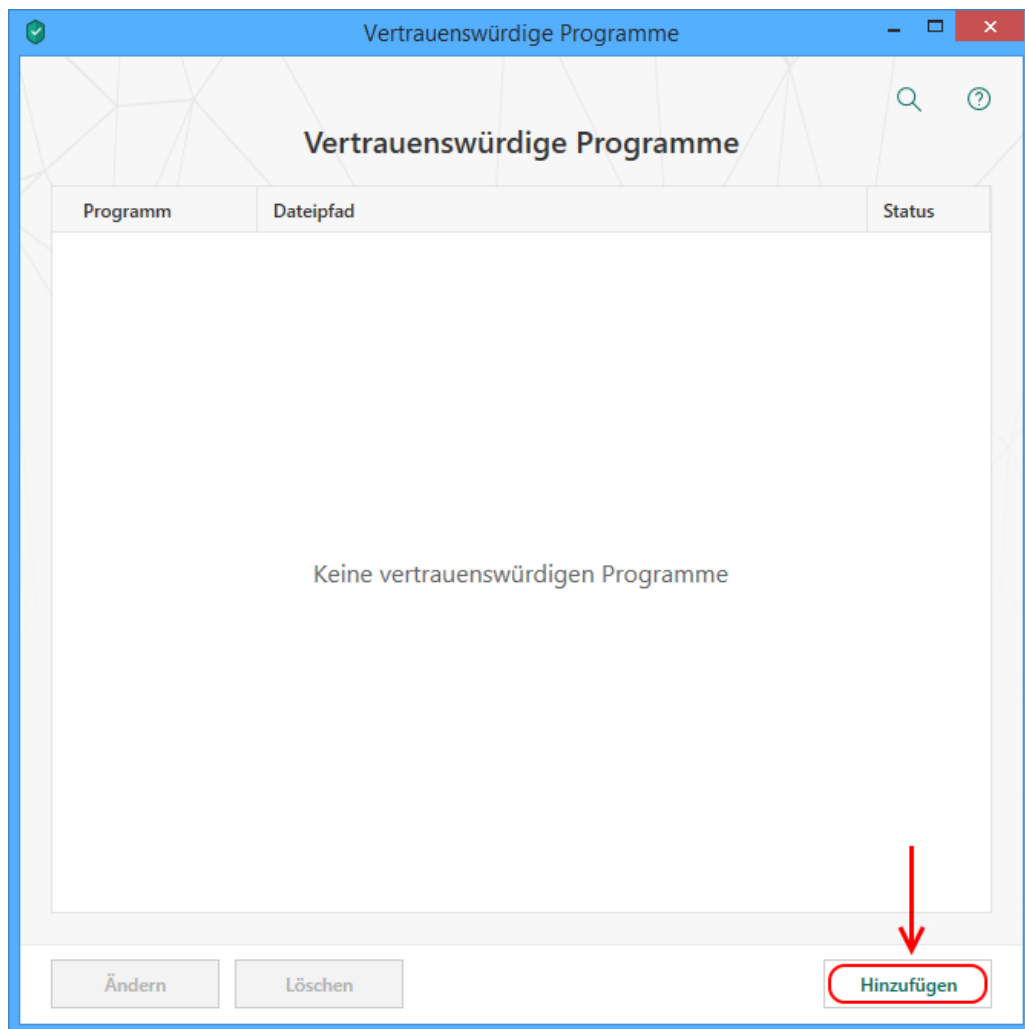 Vertrauenswürdige Programme
Vertrauenswürdige Programme
Programm Dateipfad Status
Keine vertrauenswürdigen Programme
Ändern Löschen Hinzufügen